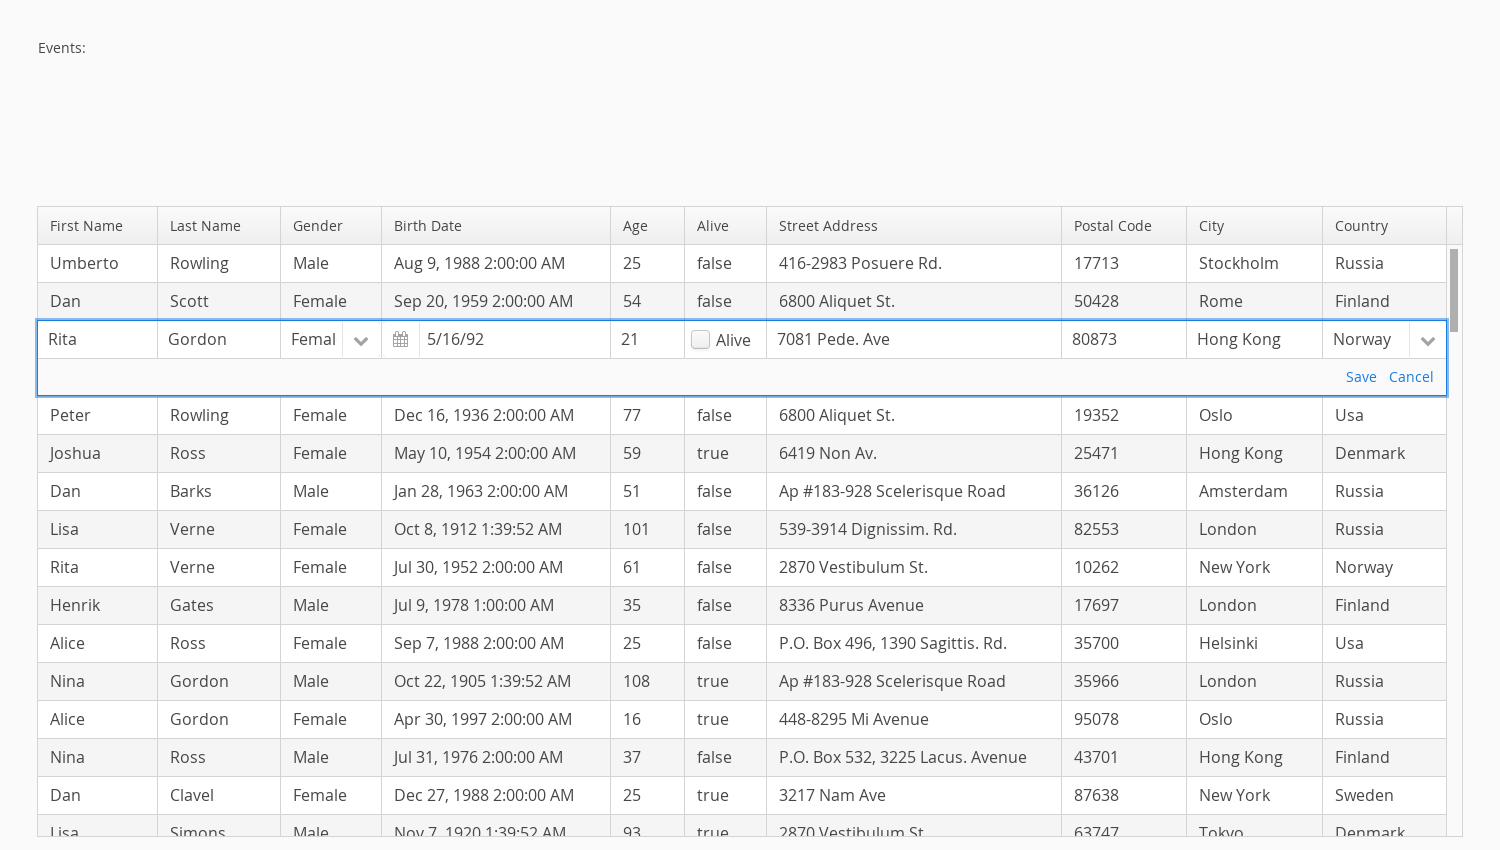 Events:
First Name Last Name Gender Birth Date Age Alive Street Address Postal Code City Country
Umberto Rowling Male Aug 9, 1988 2:00:00 AM 25 false 416-2983 Posuere Rd. 17713 Stockholm Russia
Dan Scott Female Sep 20, 1959 2:00:00 AM 54 false 6800 Aliquet St. 50428 Rome Finland
Rita Gordon Femal 5/16/92 21 Alive 7081 Pede. Ave 80873 Hong Kong Norway
Save Cancel
Peter Rowling Female Dec 16, 1936 2:00:00 AM 77 false 6800 Aliquet St. 19352 Oslo Usa
Joshua Ross Female May 10, 1954 2:00:00 AM 59 true 6419 Non Av. 25471 Hong Kong Denmark
Dan Barks Male Jan 28, 1963 2:00:00 AM 51 false Ap #183-928 Scelerisque Road 36126 Amsterdam Russia
Lisa Verne Female Oct 8, 1912 1:39:52 AM 101 false 539-3914 Dignissim. Rd. 82553 London Russia
Rita Verne Female Jul 30, 1952 2:00:00 AM 61 false 2870 Vestibulum St. 10262 New York Norway
Henrik Gates Male Jul 9, 1978 1:00:00 AM 35 false 8336 Purus Avenue 17697 London Finland
Alice Ross Female Sep 7, 1988 2:00:00 AM 25 false P.O. Box 496, 1390 Sagittis. Rd. 35700 Helsinki Usa
Nina Gordon Male Oct 22, 1905 1:39:52 AM 108 true Ap #183-928 Scelerisque Road 35966 London Russia
Alice Gordon Female Apr 30, 1997 2:00:00 AM 16 true 448-8295 Mi Avenue 95078 Oslo Russia
Nina Ross Male Jul 31, 1976 2:00:00 AM 37 false P.O. Box 532, 3225 Lacus. Avenue 43701 Hong Kong Finland
Dan Clavel Female Dec 27, 1988 2:00:00 AM 25 true 3217 Nam Ave 87638 New York Sweden
Lisa Simons Male Nov 7, 1920 1:39:52 AM 93 true 2870 Vestibulum St. 63747 Tokyo Denmark